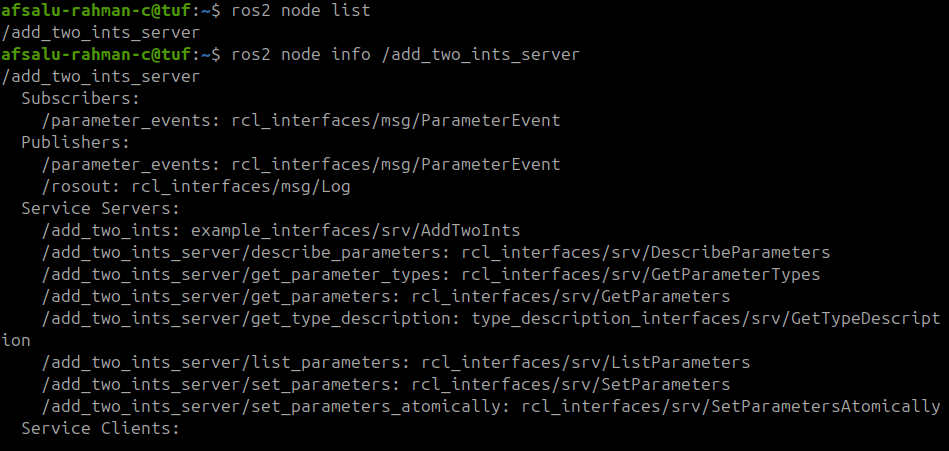 afsalu-rahman-c@tuf:~$ ros2 node list
/add_two_ints_server
afsalu-rahman-c@tuf:~$ ros2 node info /add_two_ints_server
/add_two_ints_server
  Subscribers:
    /parameter_events: rcl_interfaces/msg/ParameterEvent
  Publishers:
    /parameter_events: rcl_interfaces/msg/ParameterEvent
    /rosout: rcl_interfaces/msg/Log
  Service Servers:
    /add_two_ints: example_interfaces/srv/AddTwoInts
    /add_two_ints_server/describe_parameters: rcl_interfaces/srv/DescribeParameters
    /add_two_ints_server/get_parameter_types: rcl_interfaces/srv/GetParameterTypes
    /add_two_ints_server/get_parameters: rcl_interfaces/srv/GetParameters
    /add_two_ints_server/get_type_description: type_description_interfaces/srv/GetTypeDescript
ion
    /add_two_ints_server/list_parameters: rcl_interfaces/srv/ListParameters
    /add_two_ints_server/set_parameters: rcl_interfaces/srv/SetParameters
    /add_two_ints_server/set_parameters_atomically: rcl_interfaces/srv/SetParametersAtomically
  Service Clients: